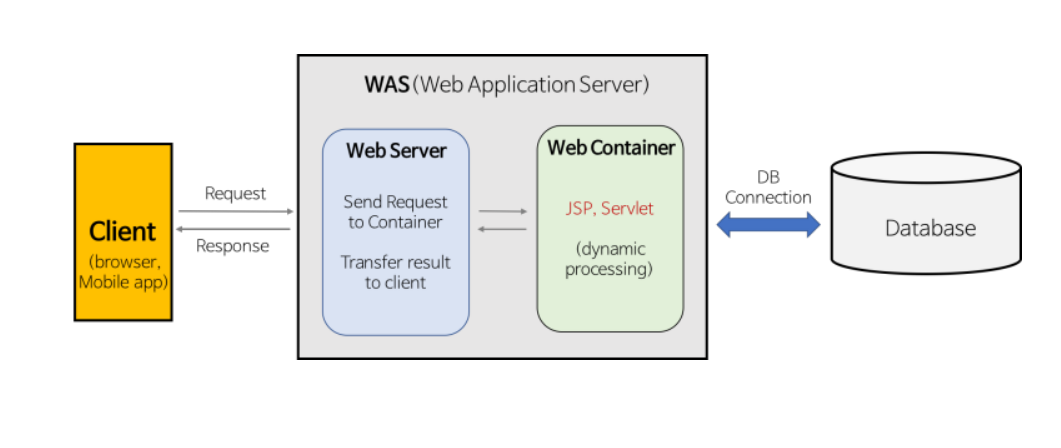 WAS(Web Application Server)
Client
(browser,
Mobile app)
Request
Response
Web Server
Send Request
to Container
Transfer result
to client
Web Container
JSP, Servlet
(dynamic
processing)
DB
Connection
Database